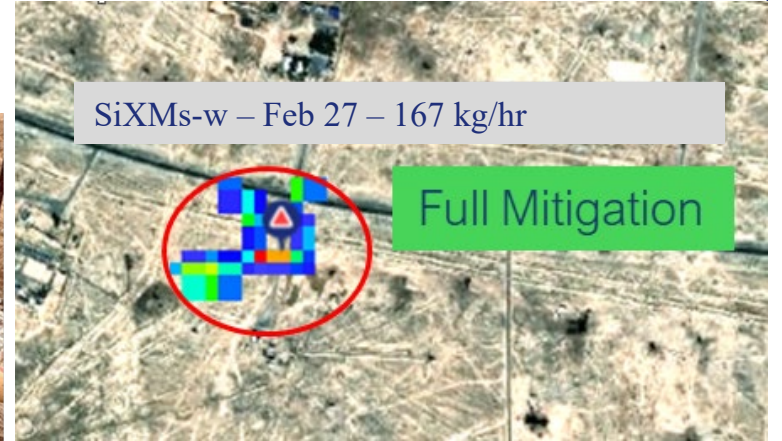 SiXMs-w – Feb 27 – 167 kg/hr
Full Mitigation